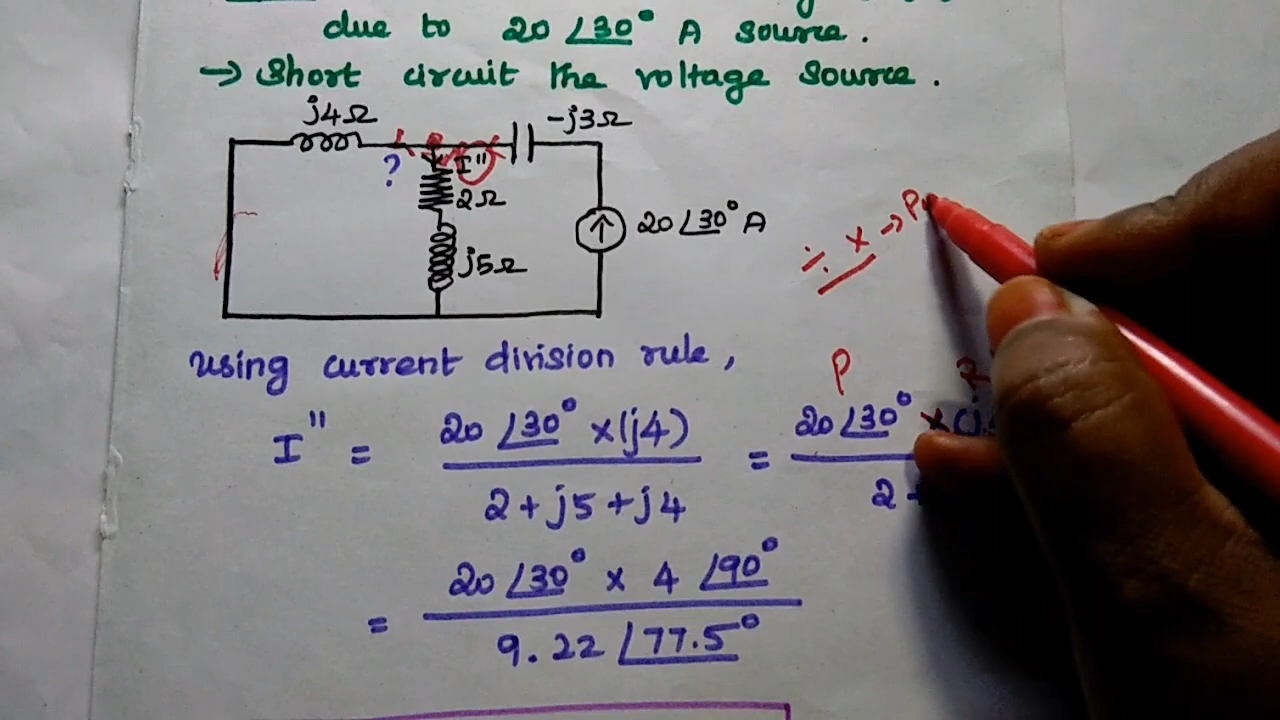 due to 20 ∠30° A source.
→ Short circuit the voltage source.
j4Ω
-j3Ω
?
I"
2Ω
20 ∠30° A
j5Ω
÷ × → P
using current division rule,
P R
I" = 20 ∠30° ×(j4) = 20 ∠30° ×(j
2+j5+j4 2+
= 20 ∠30° × 4 ∠90°
9.22 ∠77.5°